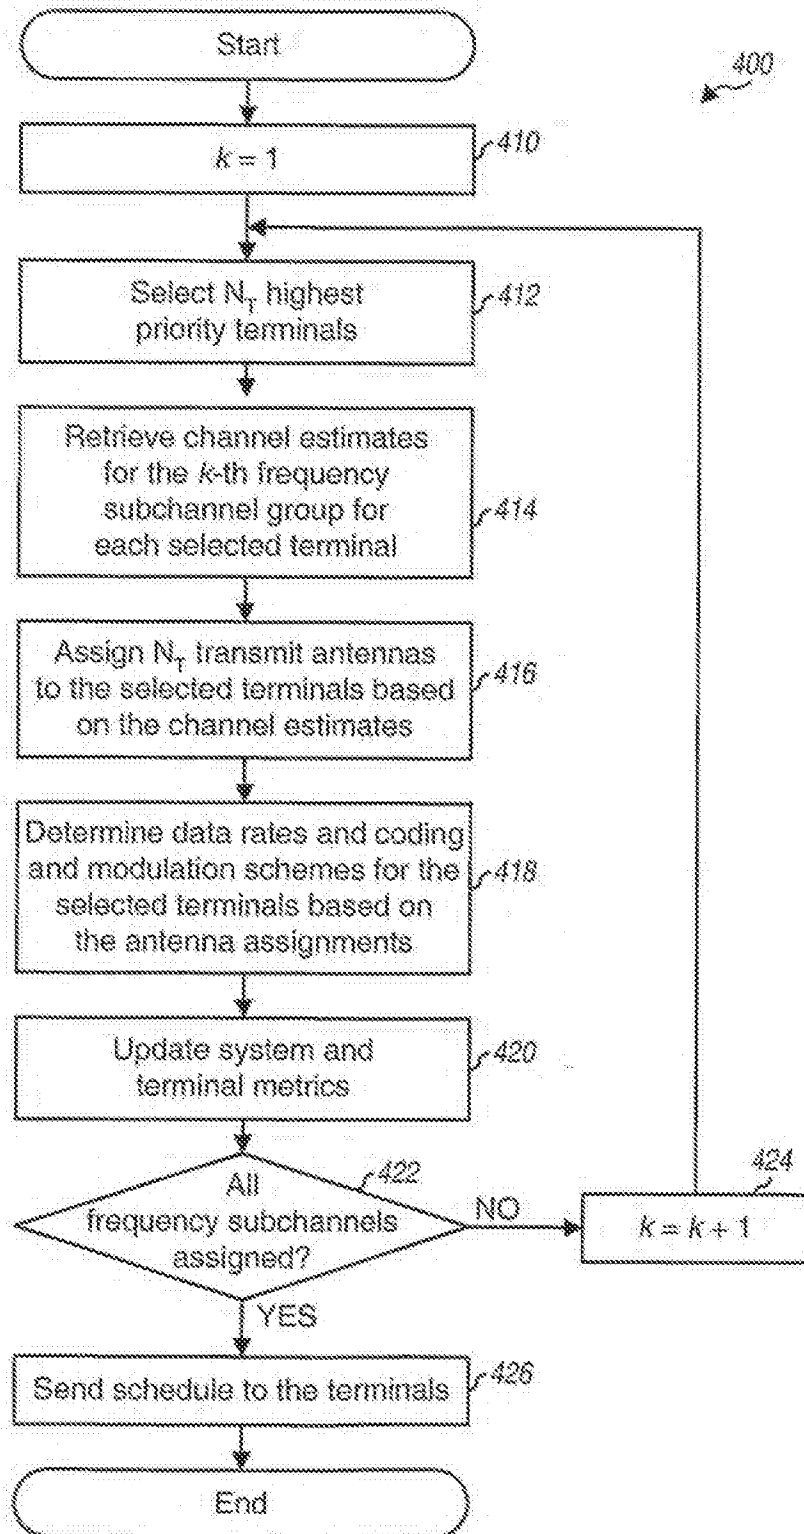 Start
400
k = 1
410
Select NT highest
priority terminals
412
Retrieve channel estimates
for the k-th frequency
subchannel group for
each selected terminal
414
Assign NT transmit antennas
to the selected terminals based
on the channel estimates
416
Determine data rates and coding
and modulation schemes for the
selected terminals based on
the antenna assignments
418
Update system and
terminal metrics
420
422
All
frequency subchannels
assigned?
NO
424
k = k + 1
YES
Send schedule to the terminals
426
End